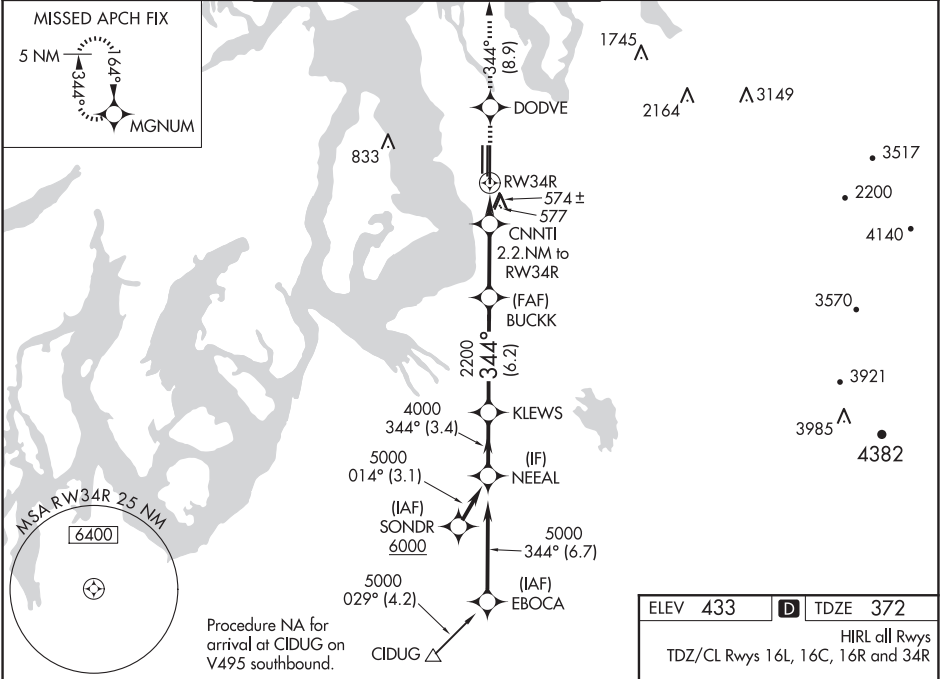 MISSED APCH FIX
5 NM
344°
164°
MGNUM
344°
(8.9)
DODVE
1745
2164
3149
833
3517
RW34R
2200
574 ±
577
CNNTI
2.2.NM to
RW34R
4140
(FAF)
BUCKK
3570
2200
344°
(6.2)
3921
KLEWS
4000
344° (3.4)
3985
4382
5000
014° (3.1)
(IF)
NEEAL
MSA RW34R 25 NM
6400
(IAF)
SONDR
6000
5000
344° (6.7)
5000
029° (4.2)
(IAF)
EBOCA
Procedure NA for
arrival at CIDUG on
V495 southbound.
CIDUG
ELEV 433 D TDZE 372
HIRL all Rwys
TDZ/CL Rwys 16L, 16C, 16R and 34R